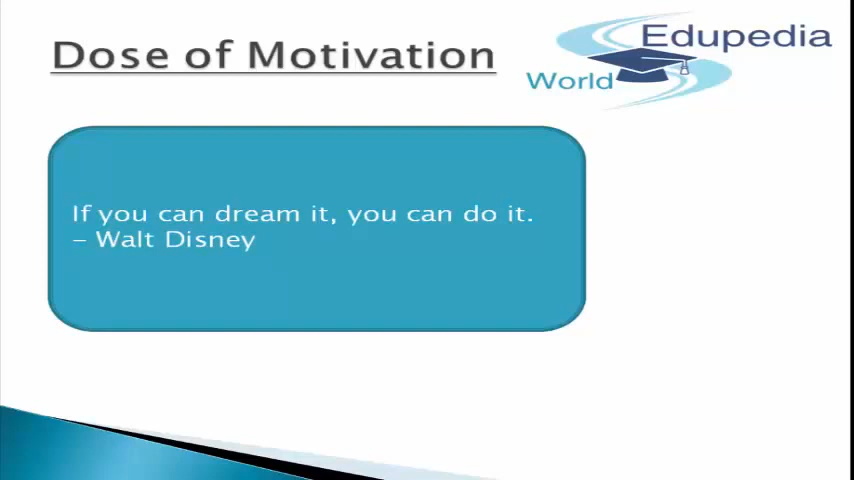 Dose of Motivation
Edupedia
World
If you can dream it, you can do it.
– Walt Disney